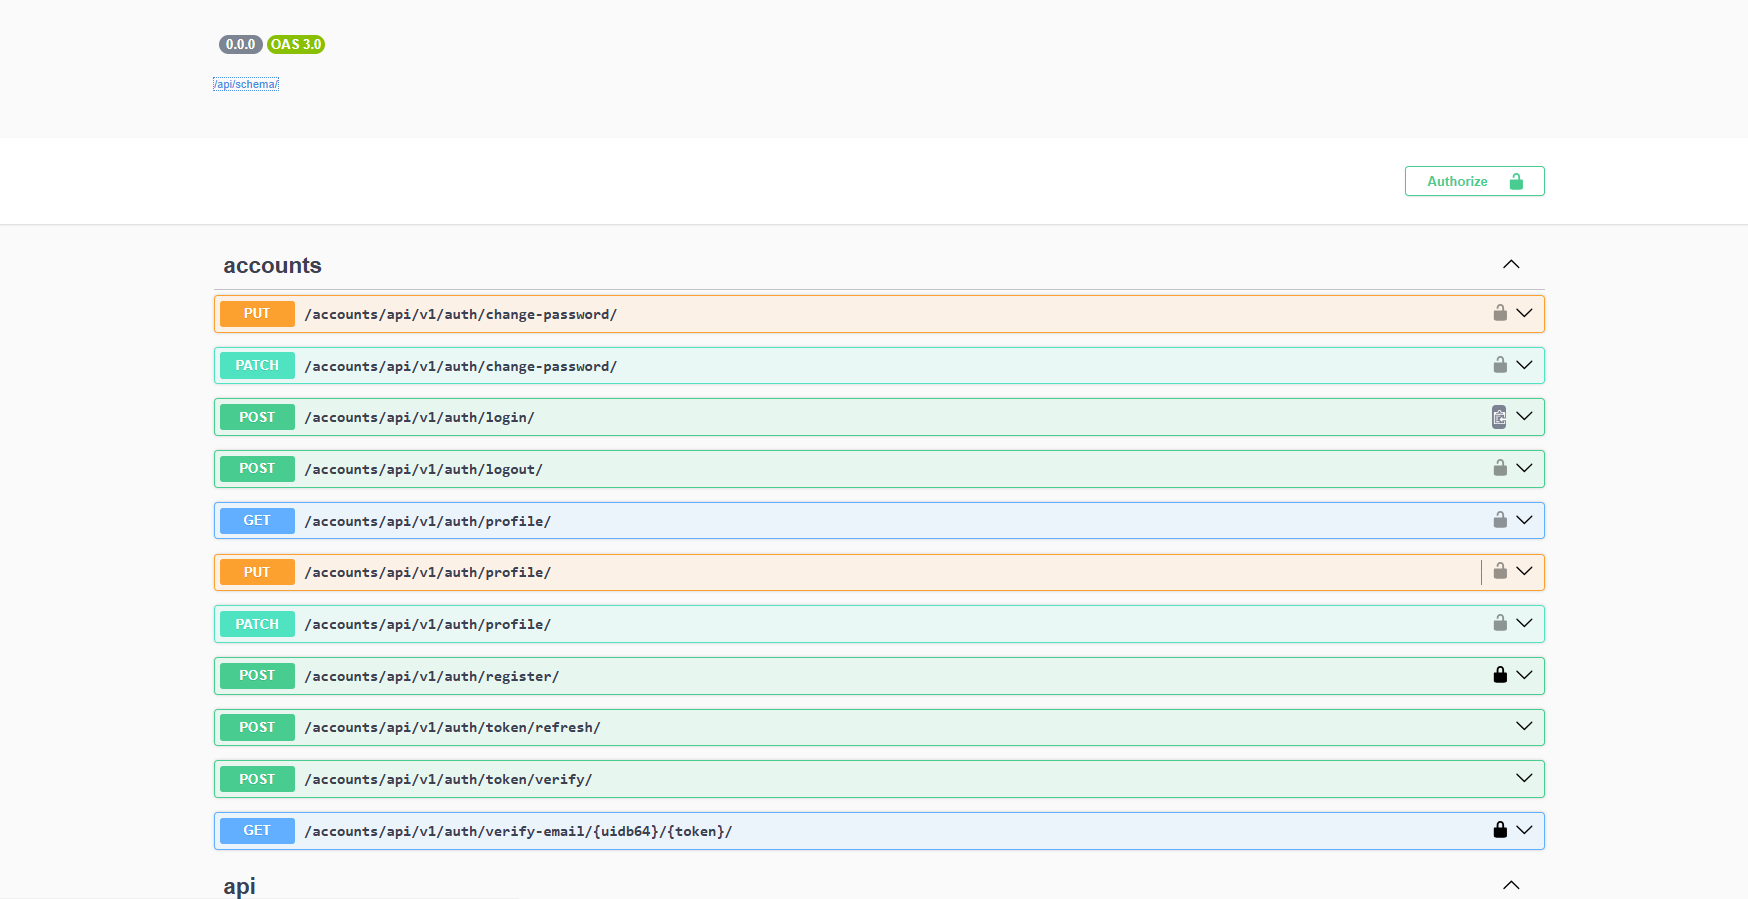 0.0.0 OAS 3.0
/api/schema/
Authorize
accounts
PUT /accounts/api/v1/auth/change-password/
PATCH /accounts/api/v1/auth/change-password/
POST /accounts/api/v1/auth/login/
POST /accounts/api/v1/auth/logout/
GET /accounts/api/v1/auth/profile/
PUT /accounts/api/v1/auth/profile/
PATCH /accounts/api/v1/auth/profile/
POST /accounts/api/v1/auth/register/
POST /accounts/api/v1/auth/token/refresh/
POST /accounts/api/v1/auth/token/verify/
GET /accounts/api/v1/auth/verify-email/{uidb64}/{token}/
api